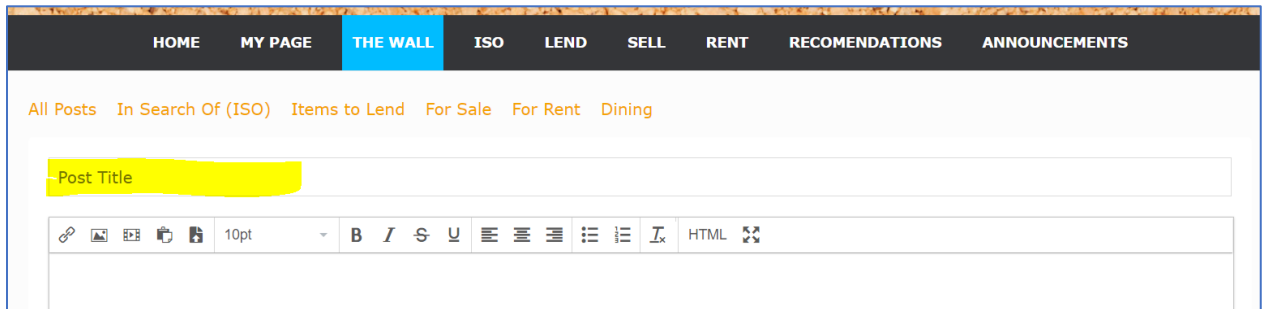 HOME MY PAGE THE WALL ISO LEND SELL RENT RECOMENDATIONS ANNOUNCEMENTS
All Posts In Search Of (ISO) Items to Lend For Sale For Rent Dining
Post Title
10pt B I S U HTML